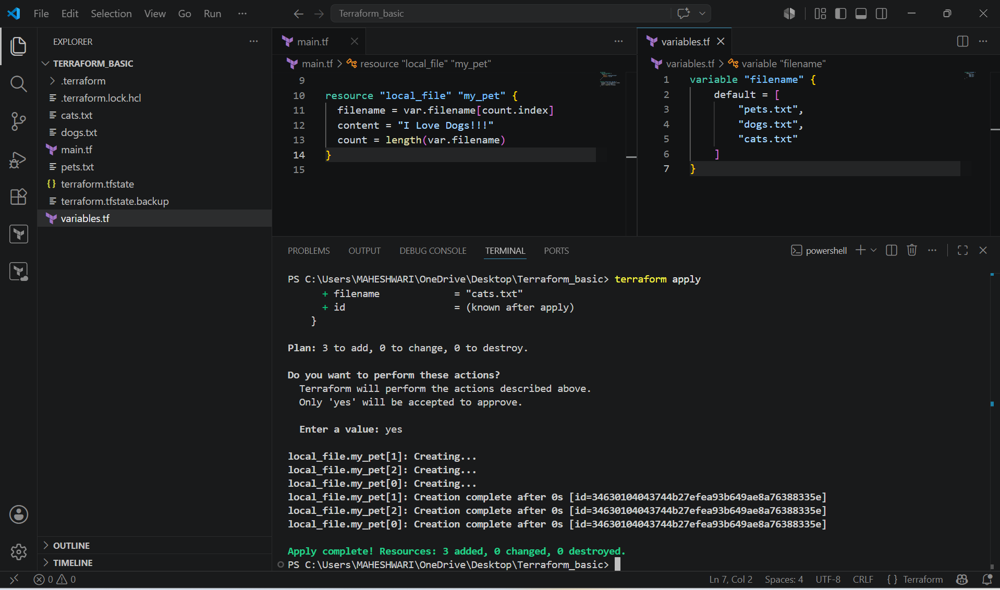 File Edit Selection View Go Run ···
Terraform_basic
EXPLORER
TERRAFORM_BASIC
.terraform
.terraform.lock.hcl
cats.txt
dogs.txt
main.tf
pets.txt
{} terraform.tfstate
terraform.tfstate.backup
variables.tf
OUTLINE
TIMELINE
main.tf
main.tf > resource "local_file" "my_pet"
9
10 resource "local_file" "my_pet" {
11 filename = var.filename[count.index]
12 content = "I Love Dogs!!!"
13 count = length(var.filename)
14 }
15
variables.tf
variables.tf > variable "filename"
1 variable "filename" {
2 default = [
3 "pets.txt",
4 "dogs.txt",
5 "cats.txt"
6 ]
7 }
PROBLEMS OUTPUT DEBUG CONSOLE TERMINAL PORTS
powershell
PS C:\Users\MAHESHWARI\OneDrive\Desktop\Terraform_basic> terraform apply
+ filename = "cats.txt"
+ id = (known after apply)
}
Plan: 3 to add, 0 to change, 0 to destroy.
Do you want to perform these actions?
Terraform will perform the actions described above.
Only 'yes' will be accepted to approve.
Enter a value: yes
local_file.my_pet[1]: Creating...
local_file.my_pet[2]: Creating...
local_file.my_pet[0]: Creating...
local_file.my_pet[1]: Creation complete after 0s [id=34630104043744b27efea93b649ae8a76388335e]
local_file.my_pet[2]: Creation complete after 0s [id=34630104043744b27efea93b649ae8a76388335e]
local_file.my_pet[0]: Creation complete after 0s [id=34630104043744b27efea93b649ae8a76388335e]
Apply complete! Resources: 3 added, 0 changed, 0 destroyed.
PS C:\Users\MAHESHWARI\OneDrive\Desktop\Terraform_basic>
0 0
Ln 7, Col 2 Spaces: 4 UTF-8 CRLF {} Terraform